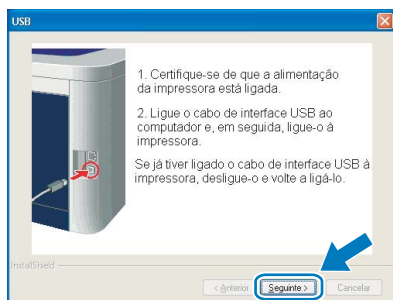 USB
1. Certifique-se de que a alimentação
da impressora está ligada.
2. Ligue o cabo de interface USB ao
computador e, em seguida, ligue-o à
impressora.
Se já tiver ligado o cabo de interface USB à
impressora, desligue-o e volte a ligá-lo.
InstallShield
< Anterior Seguinte > Cancelar